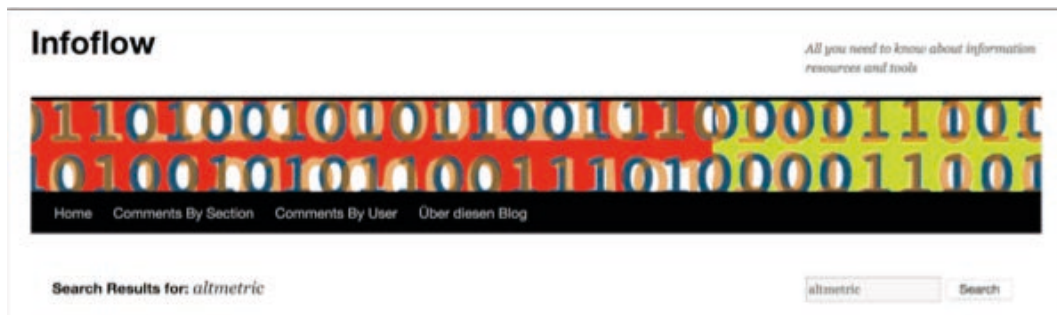 Infoflow
All you need to know about information
resources and tools
Home Comments By Section Comments By User Über diesen Blog
Search Results for: altmetric
altmetric Search